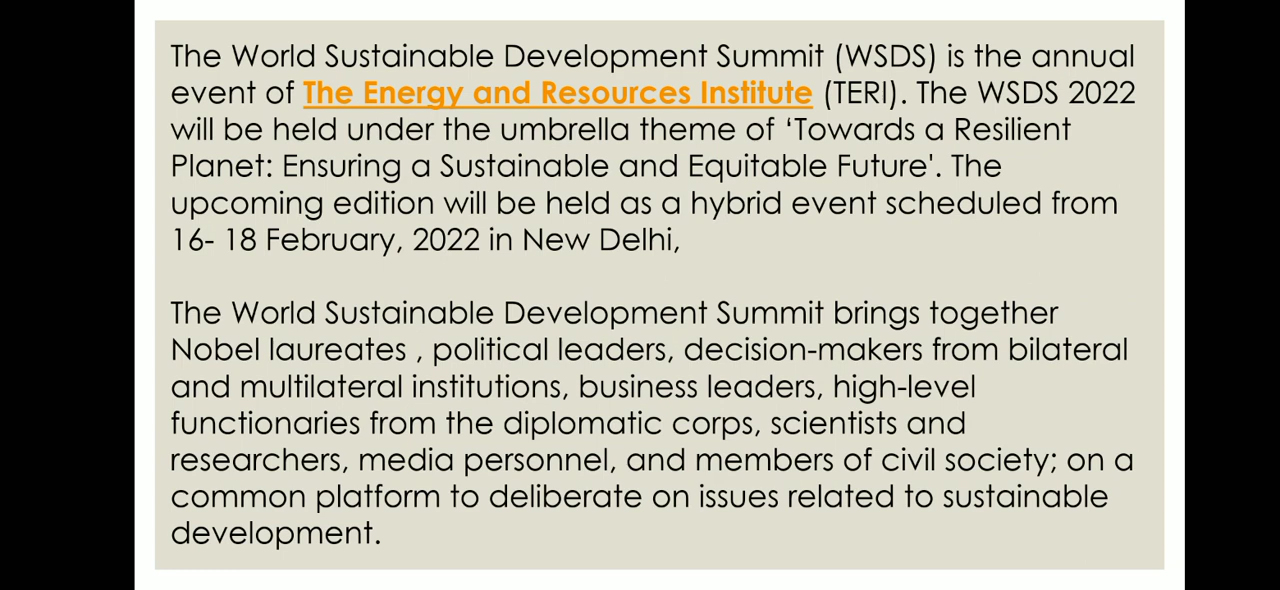 The World Sustainable Development Summit (WSDS) is the annual
event of The Energy and Resources Institute (TERI). The WSDS 2022
will be held under the umbrella theme of ‘Towards a Resilient
Planet: Ensuring a Sustainable and Equitable Future'. The
upcoming edition will be held as a hybrid event scheduled from
16- 18 February, 2022 in New Delhi,
The World Sustainable Development Summit brings together
Nobel laureates , political leaders, decision-makers from bilateral
and multilateral institutions, business leaders, high-level
functionaries from the diplomatic corps, scientists and
researchers, media personnel, and members of civil society; on a
common platform to deliberate on issues related to sustainable
development.